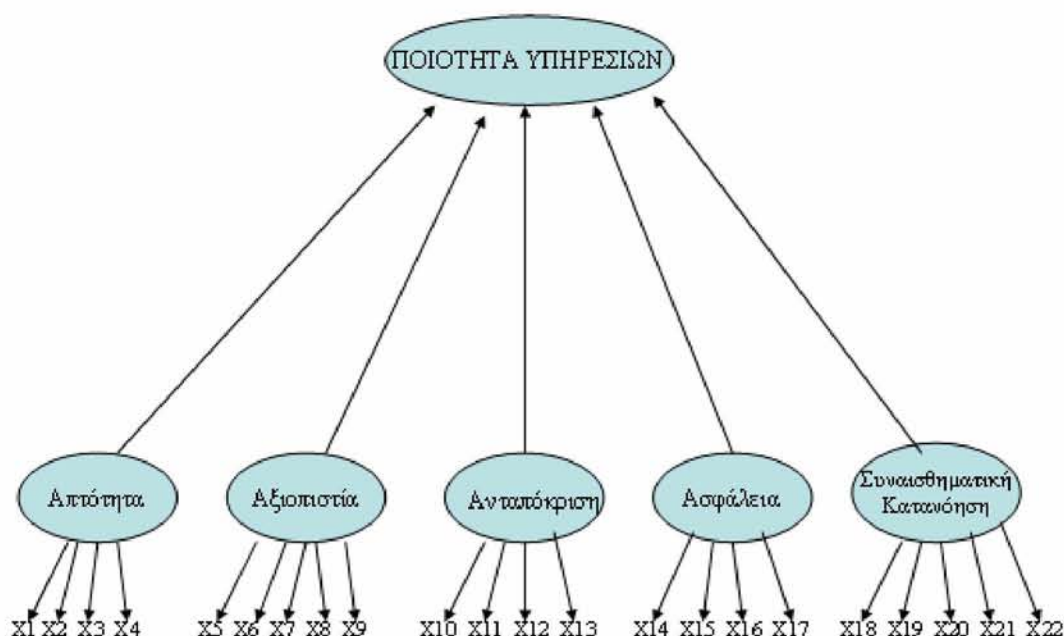 ΠΟΙΟΤΗΤΑ ΥΠΗΡΕΣΙΩΝ
Απτότητα
Αξιοπιστία
Ανταπόκριση
Ασφάλεια
Συναισθηματική
Κατανόηση
X1 X2 X3 X4
X5 X6 X7 X8 X9
X10 X11 X12 X13
X14 X15 X16 X17
X18 X19 X20 X21 X22